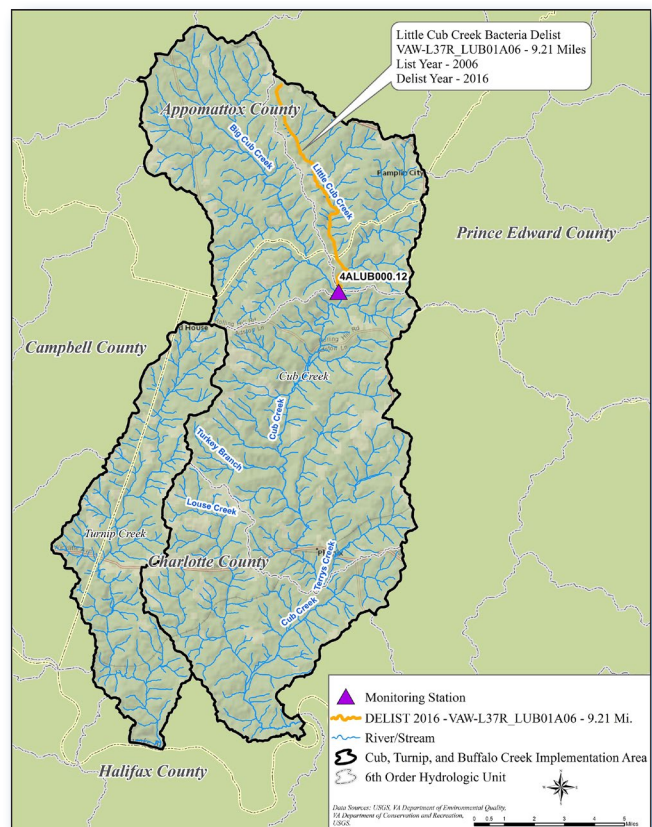 Little Cub Creek Bacteria Delist
VAW-L37R_LUB01A06 - 9.21 Miles
List Year - 2006
Delist Year - 2016
Appomattox County
Big Cub Creek
Little Cub Creek
Pamplin City
Prince Edward County
4ALUB000.12
d House
Campbell County
Cub Creek
Cub Creek
Turkey Branch
Louse Creek
Turnip Creek
Charlotte County
Terrys Creek
Cub Creek
Halifax County
Monitoring Station
DELIST 2016 -VAW-L37R_LUB01A06 - 9.21 Mi.
River/Stream
Cub, Turnip, and Buffalo Creek Implementation Area
6th Order Hydrologic Unit
Data Sources: USGS, VA Department of Environmental Quality,
VA Department of Conservation and Recreation,
USGS.
0 0.5 1 2 3 4 5
Miles